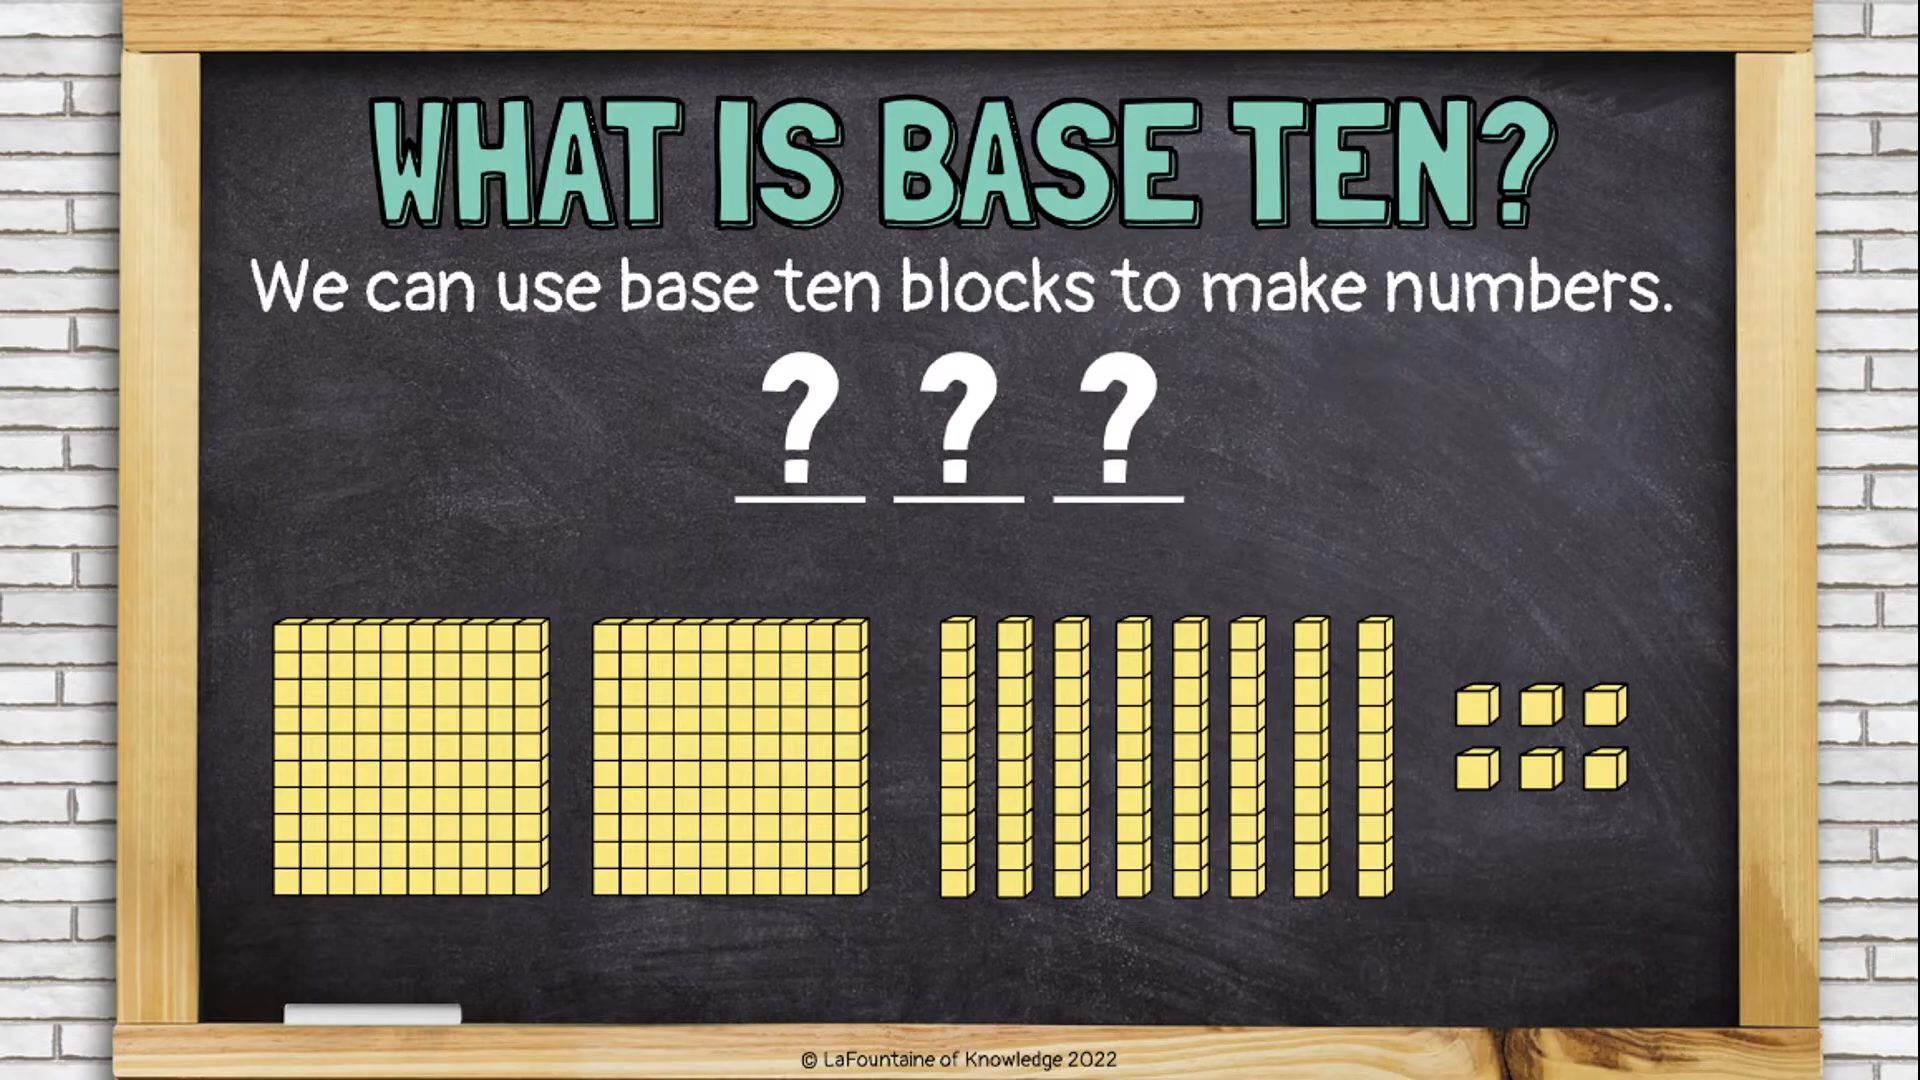 WHAT IS BASE TEN?
We can use base ten blocks to make numbers.
? ? ?
© LaFountaine of Knowledge 2022